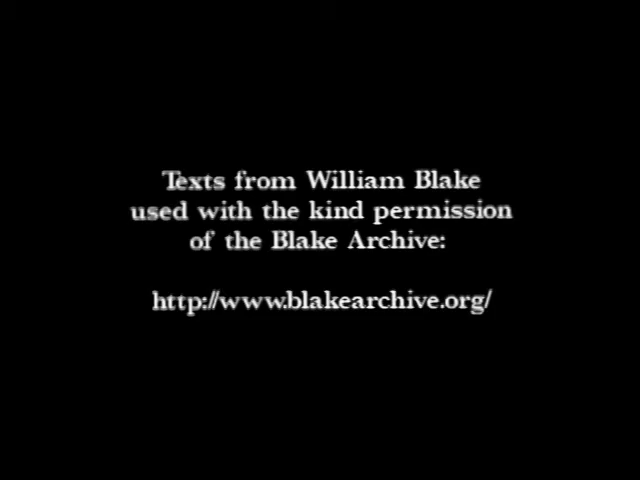 Texts from William Blake
used with the kind permission
of the Blake Archive:
http://www.blakearchive.org/